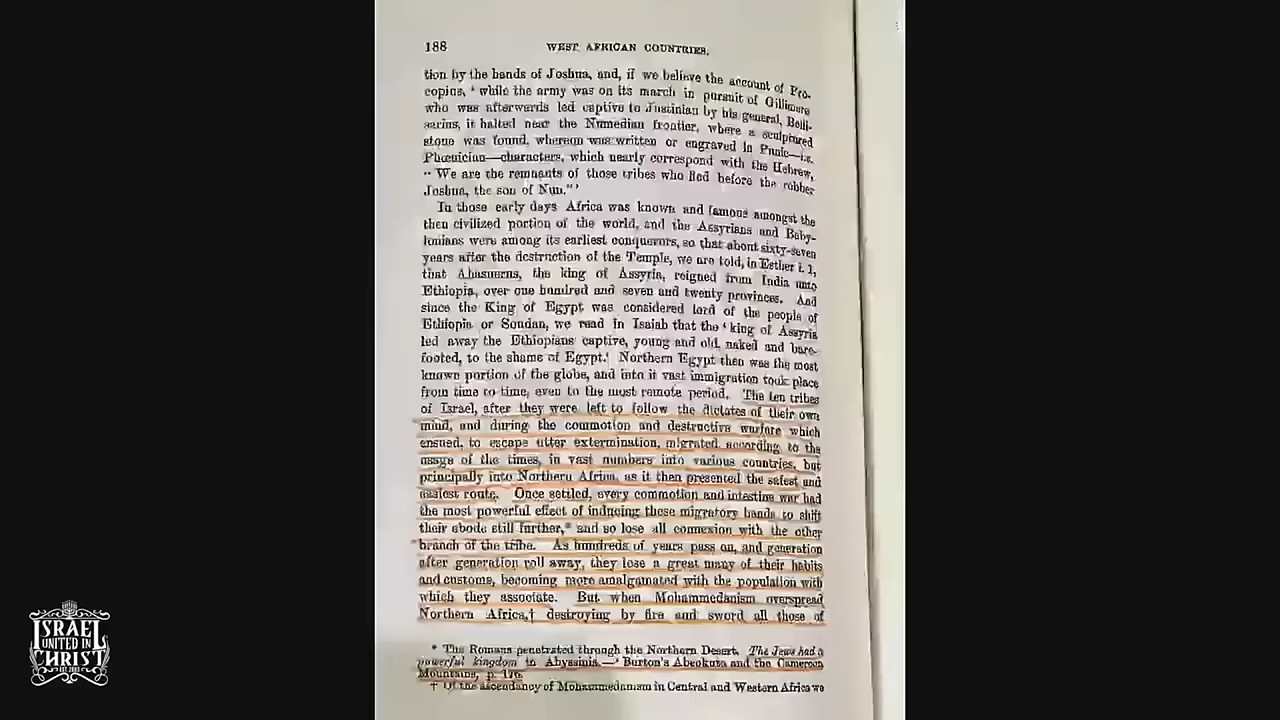 188 WEST AFRICAN COUNTRIES.
tion by the hands of Joshua, and, if we believe the account of Pro-
copius, ‘ while the army was on its march in pursuit of Gillimere
who was afterwards led captive to Justinian by his general, Beli-
sarius, it halted near the Numedian frontier, where a sculptured
stone was found, whereon was written or engraved in Punic—i.e.
Phœnician—characters, which nearly correspond with the Hebrew,
“ We are the remnants of those tribes who fled before the robber
Joshua, the son of Nun.” ’
In those early days Africa was known and famous amongst the
then civilized portion of the world, and the Assyrians and Baby-
lonians were among its earliest conquerors, so that about sixty-seven
years after the destruction of the Temple, we are told, in Esther i. 1,
that Ahasuerus, the king of Assyria, reigned from India unto
Ethiopia, over one hundred and seven and twenty provinces. And
since the King of Egypt was considered lord of the people of
Ethiopia or Soudan, we read in Isaiah that the ‘ king of Assyria
led away the Ethiopians captive, young and old, naked and bare-
footed, to the shame of Egypt.’ Northern Egypt then was the most
known portion of the globe, and into it vast immigration took place
from time to time, even to the most remote period. The ten tribes
of Israel, after they were left to follow the dictates of their own
mind, and during the commotion and destructive warfare which
ensued, to escape utter extermination, migrated, according to the
usage of the times, in vast numbers into various countries, but
principally into Northern Africa, as it then presented the safest and
easiest route. Once settled, every commotion and intestine war had
the most powerful effect of inducing these migratory bands to shift
their abode still further,* and so lose all connexion with the other
branch of the tribe. As hundreds of years pass on, and generation
after generation roll away, they lose a great many of their habits
and customs, becoming more amalgamated with the population with
which they associate. But when Mohammedanism overspread
Northern Africa,† destroying by fire and sword all those of
* The Romans penetrated through the Northern Desert. The Jews had a
powerful kingdom in Abyssinia.—‘ Burton's Abeokuta and the Cameroon
Mountains, p. 176.
† Of the ascendancy of Mohammedanism in Central and Western Africa we
ISRAEL
UNITED IN
CHRIST